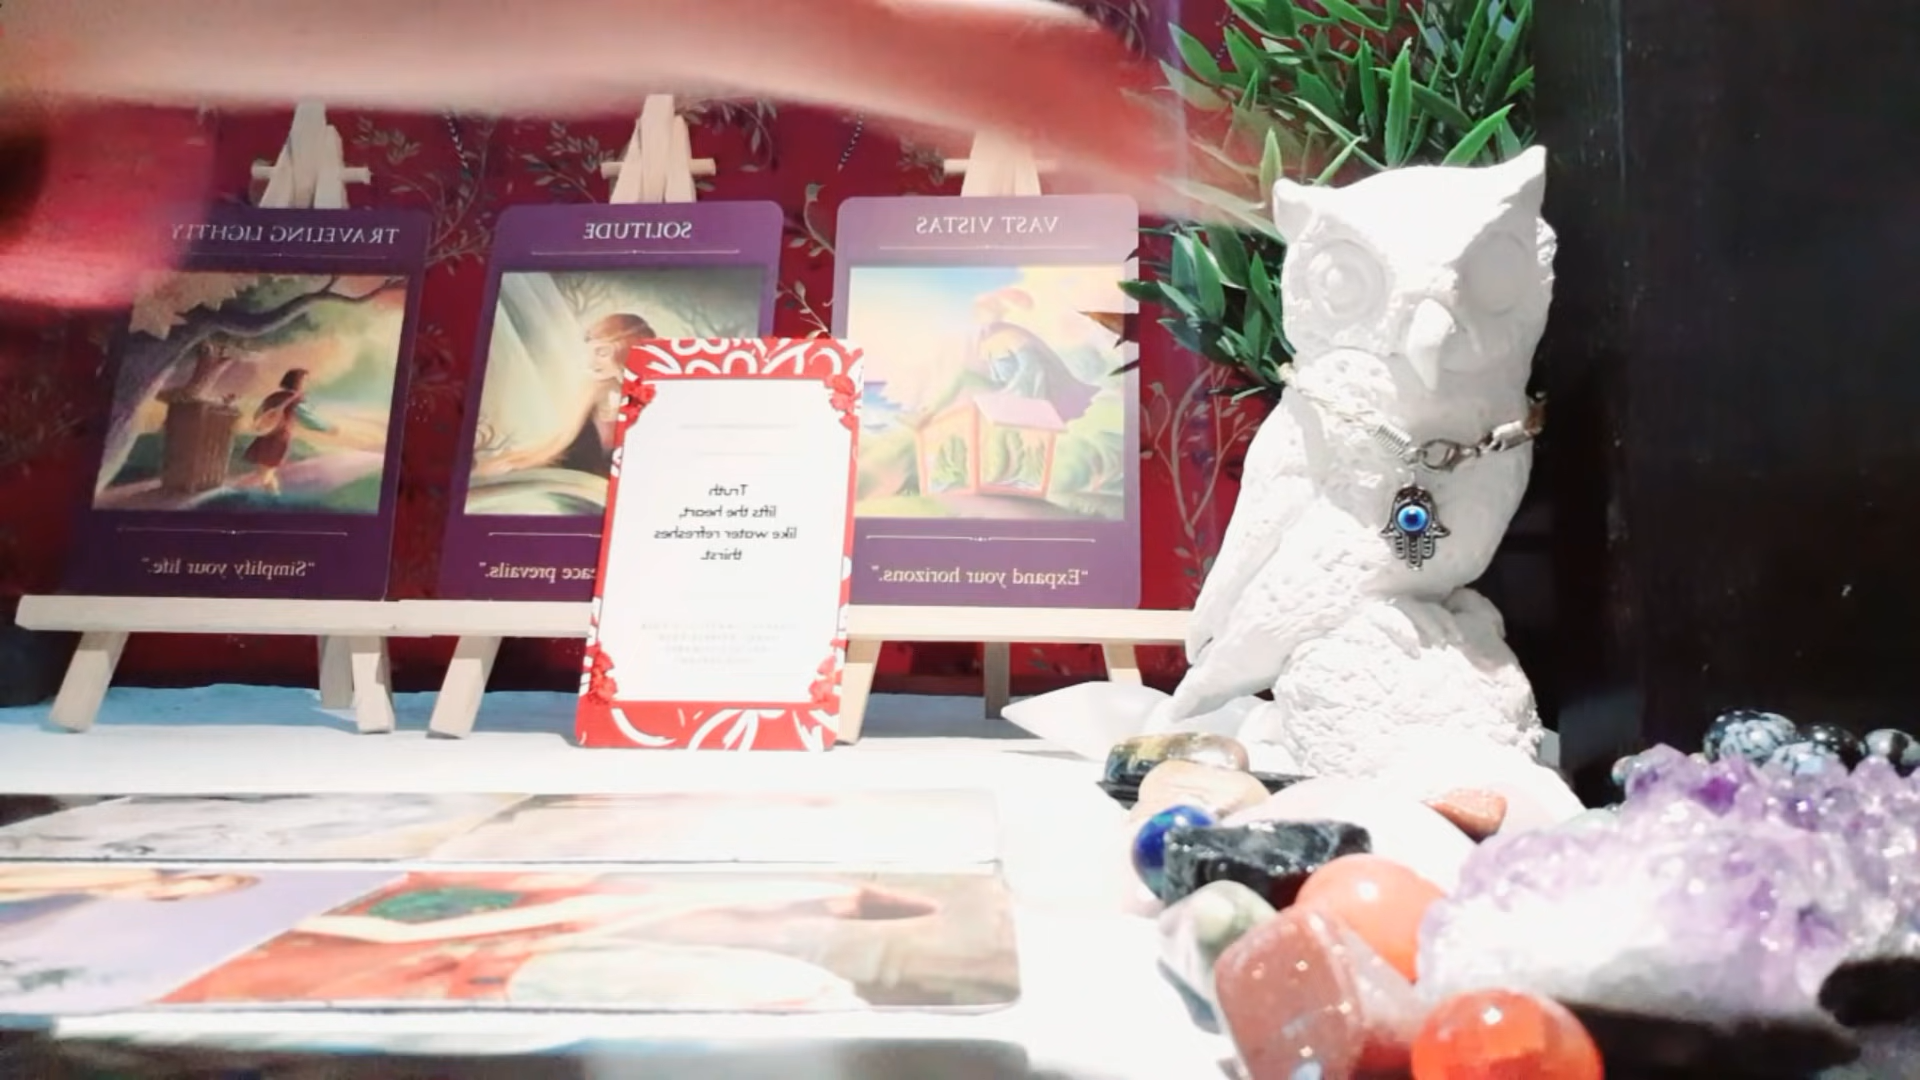 TRAVELING LIGHTLY
SOLITUDE
VAST VISTAS
Truth
lifts the heart,
like water refreshes
thirst.
"Simplify your life."
prevails."
"Expand your horizons."